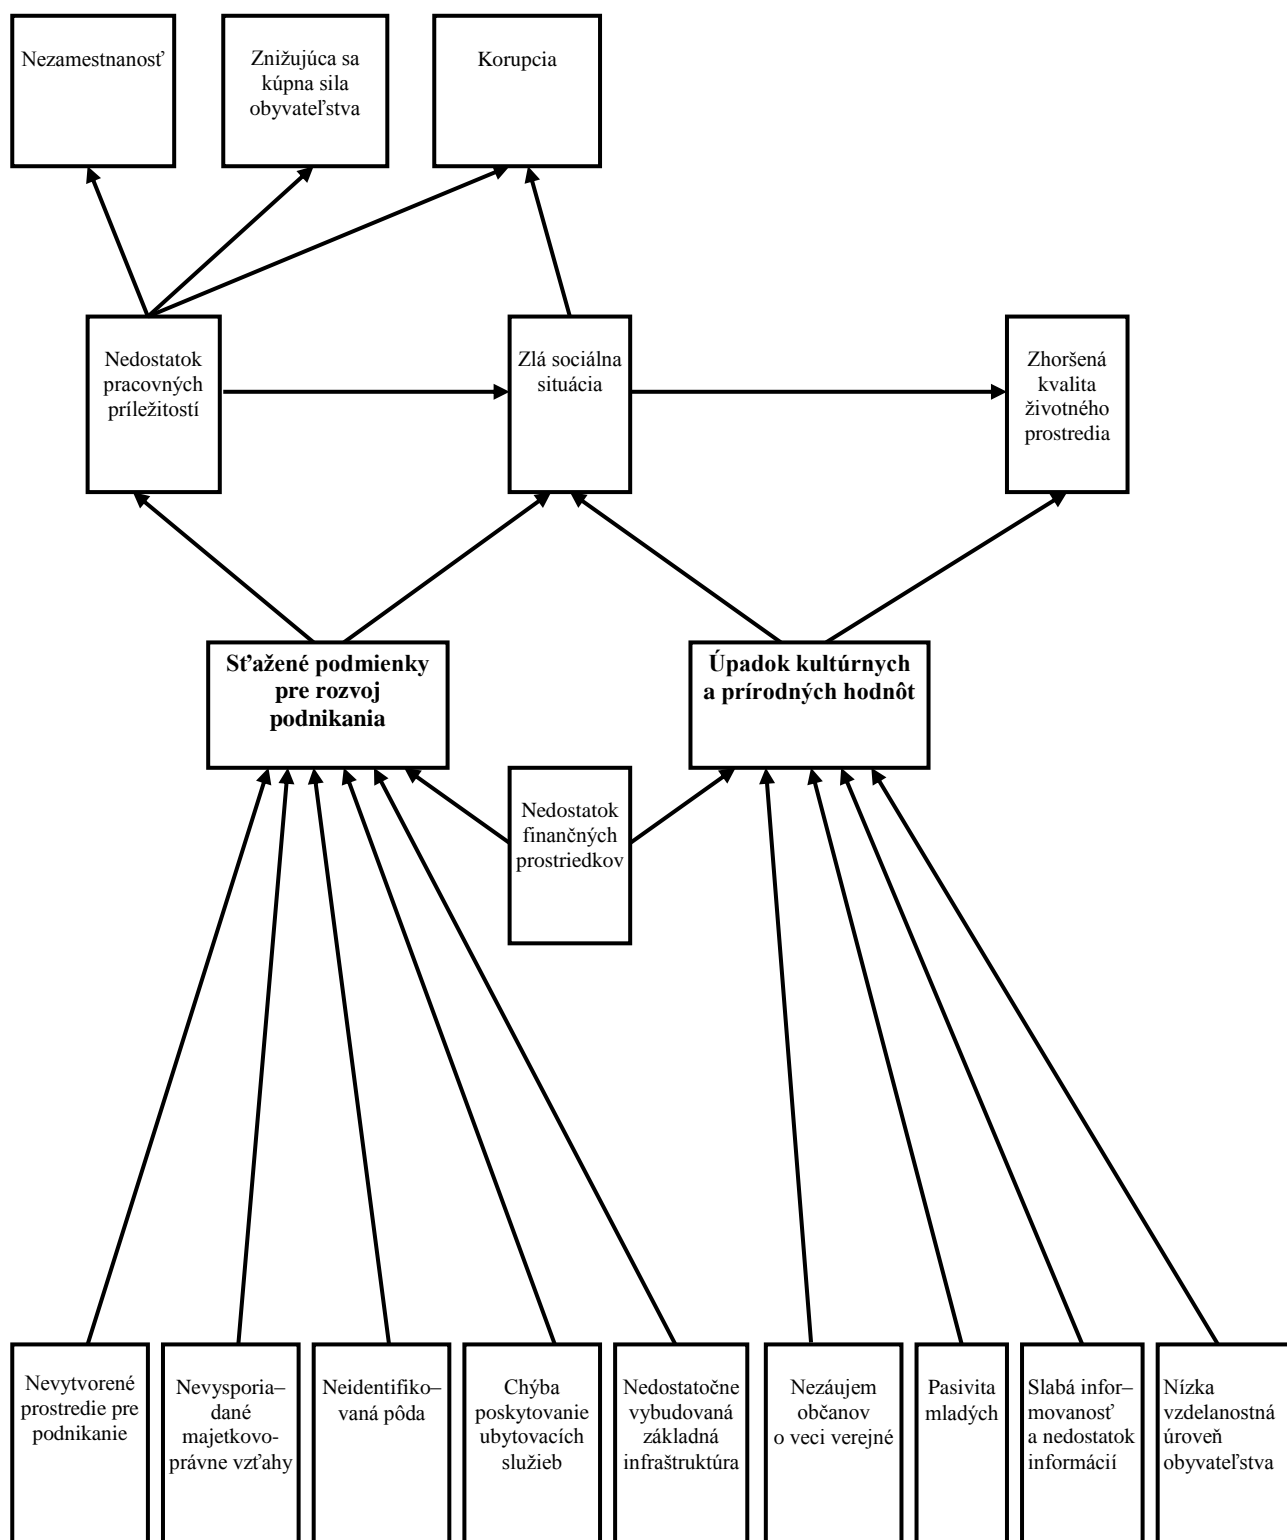 Nezamestnanosť
Znižujúca sa
kúpna sila
obyvateľstva
Korupcia
Nedostatok
pracovných
príležitostí
Zlá sociálna
situácia
Zhoršená
kvalita
životného
prostredia
Sťažené podmienky
pre rozvoj
podnikania
Úpadok kultúrnych
a prírodných hodnôt
Nedostatok
finančných
prostriedkov
Nevytvorené
prostredie pre
podnikanie
Nevysporia–
dané
majetkovo-
právne vzťahy
Neidentifiko–
vaná pôda
Chýba
poskytovanie
ubytovacích
služieb
Nedostatočne
vybudovaná
základná
infraštruktúra
Nezáujem
občanov
o veci verejné
Pasivita
mladých
Slabá infor–
movanosť
a nedostatok
informácií
Nízka
vzdelanostná
úroveň
obyvateľstva